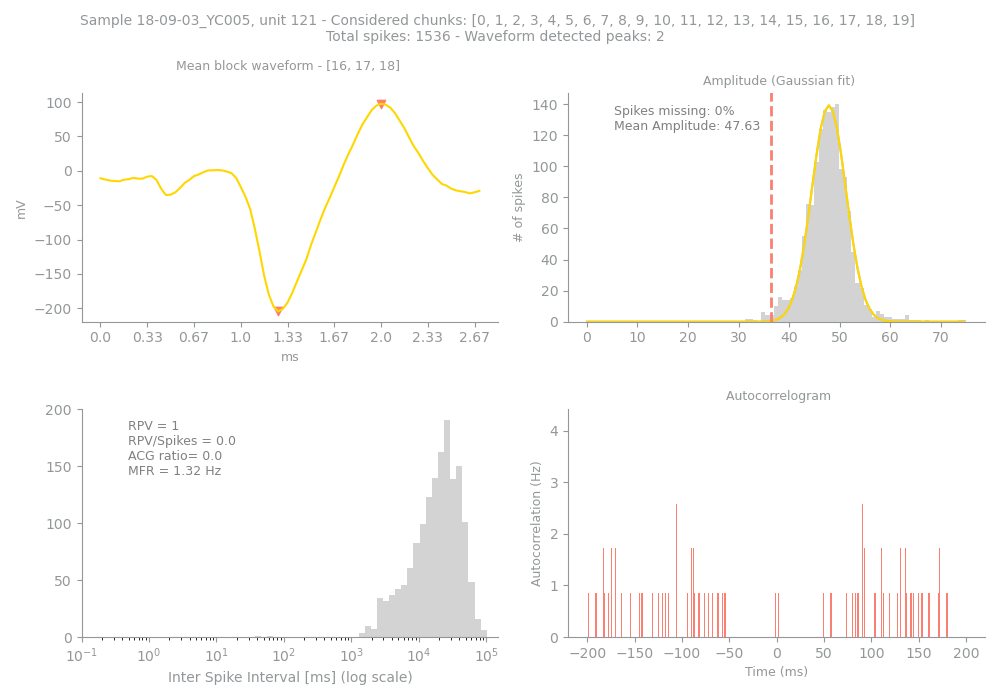 Sample 18-09-03_YC005, unit 121 - Considered chunks: [0, 1, 2, 3, 4, 5, 6, 7, 8, 9, 10, 11, 12, 13, 14, 15, 16, 17, 18, 19]
Total spikes: 1536 - Waveform detected peaks: 2
Mean block waveform - [16, 17, 18]
100
50
0
−50
−100
−150
−200
mV
0.0 0.33 0.67 1.0 1.33 1.67 2.0 2.33 2.67
ms
Amplitude (Gaussian fit)
Spikes missing: 0%
Mean Amplitude: 47.63
140
120
100
80
60
40
20
0
# of spikes
0 10 20 30 40 50 60 70
RPV = 1
RPV/Spikes = 0.0
ACG ratio= 0.0
MFR = 1.32 Hz
200
150
100
50
0
10⁻¹ 10⁰ 10¹ 10² 10³ 10⁴ 10⁵
Inter Spike Interval [ms] (log scale)
Autocorrelogram
4
3
2
1
0
Autocorrelation (Hz)
−200 −150 −100 −50 0 50 100 150 200
Time (ms)